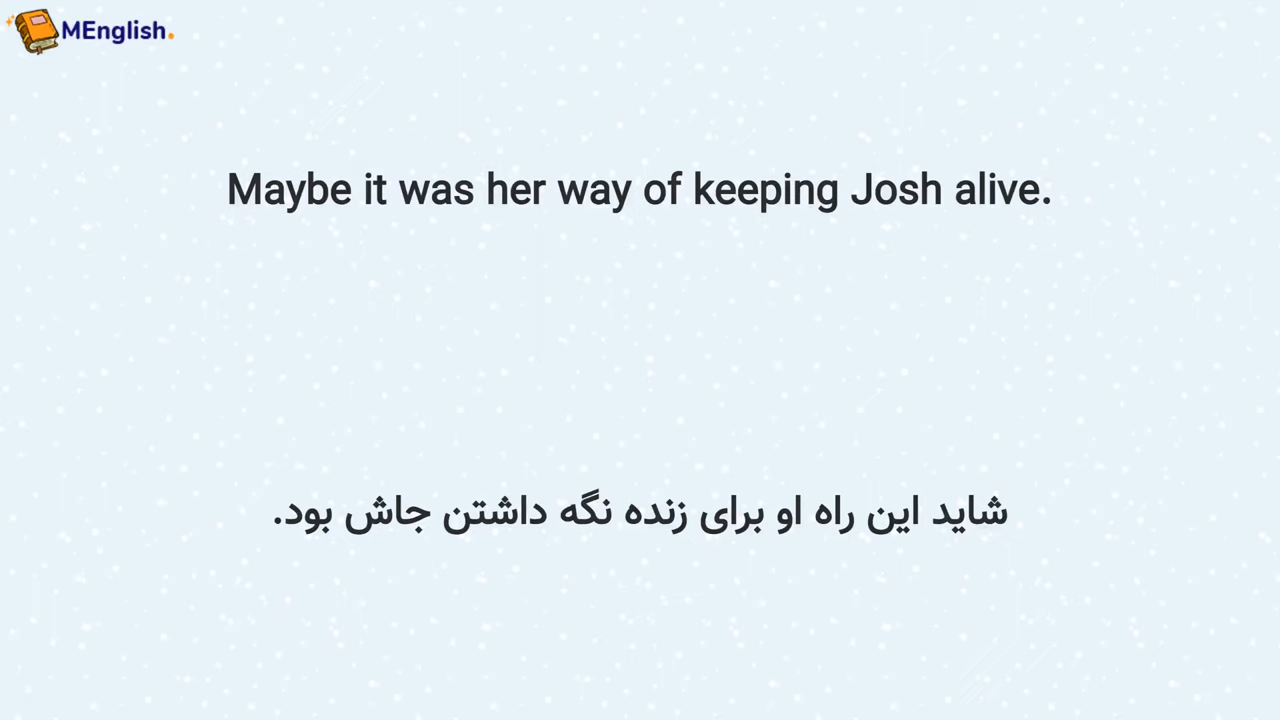 MEnglish.
Maybe it was her way of keeping Josh alive.
شاید این راه او برای زنده نگه داشتن جاش بود.